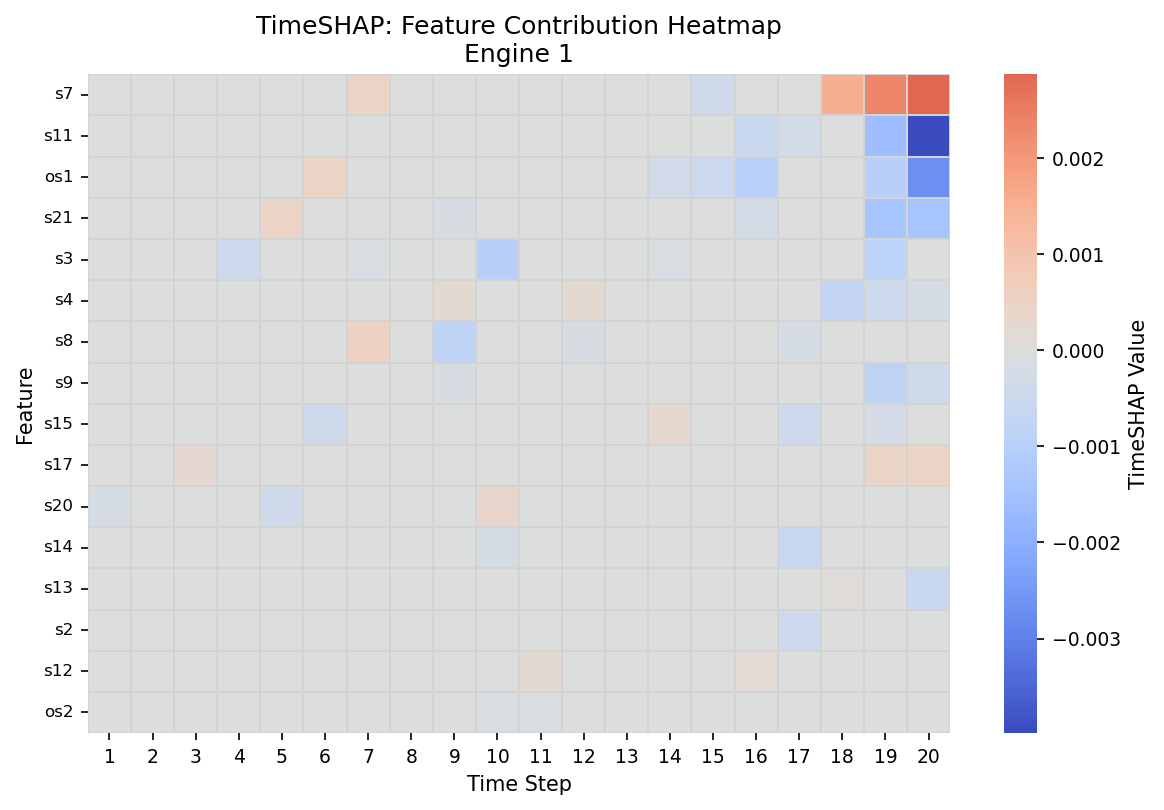 TimeSHAP: Feature Contribution Heatmap
Engine 1
Feature
s7
s11
os1
s21
s3
s4
s8
s9
s15
s17
s20
s14
s13
s2
s12
os2
1 2 3 4 5 6 7 8 9 10 11 12 13 14 15 16 17 18 19 20
Time Step
0.002
0.001
0.000
−0.001
−0.002
−0.003
TimeSHAP Value